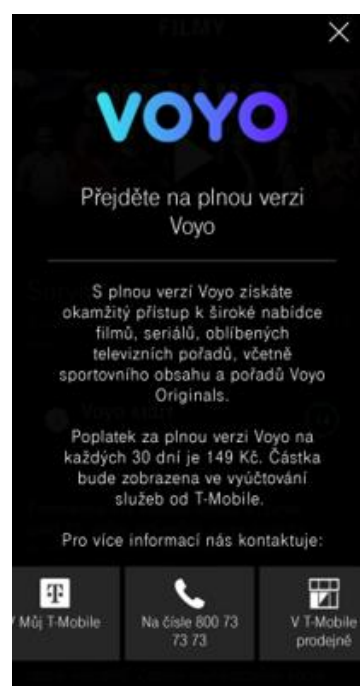 FILMY
VOYO
Přejděte na plnou verzi
Voyo
S plnou verzí Voyo získáte
okamžitý přístup k široké nabídce
filmů, seriálů, oblíbených
televizních pořadů, včetně
sportovního obsahu a pořadů Voyo
Originals.
Poplatek za plnou verzi Voyo na
každých 30 dní je 149 Kč. Částka
bude zobrazena ve vyúčtování
služeb od T-Mobile.
Pro více informací nás kontaktuje:
Můj T-Mobile
Na čísle 800 73
73 73
V T-Mobile
prodejně